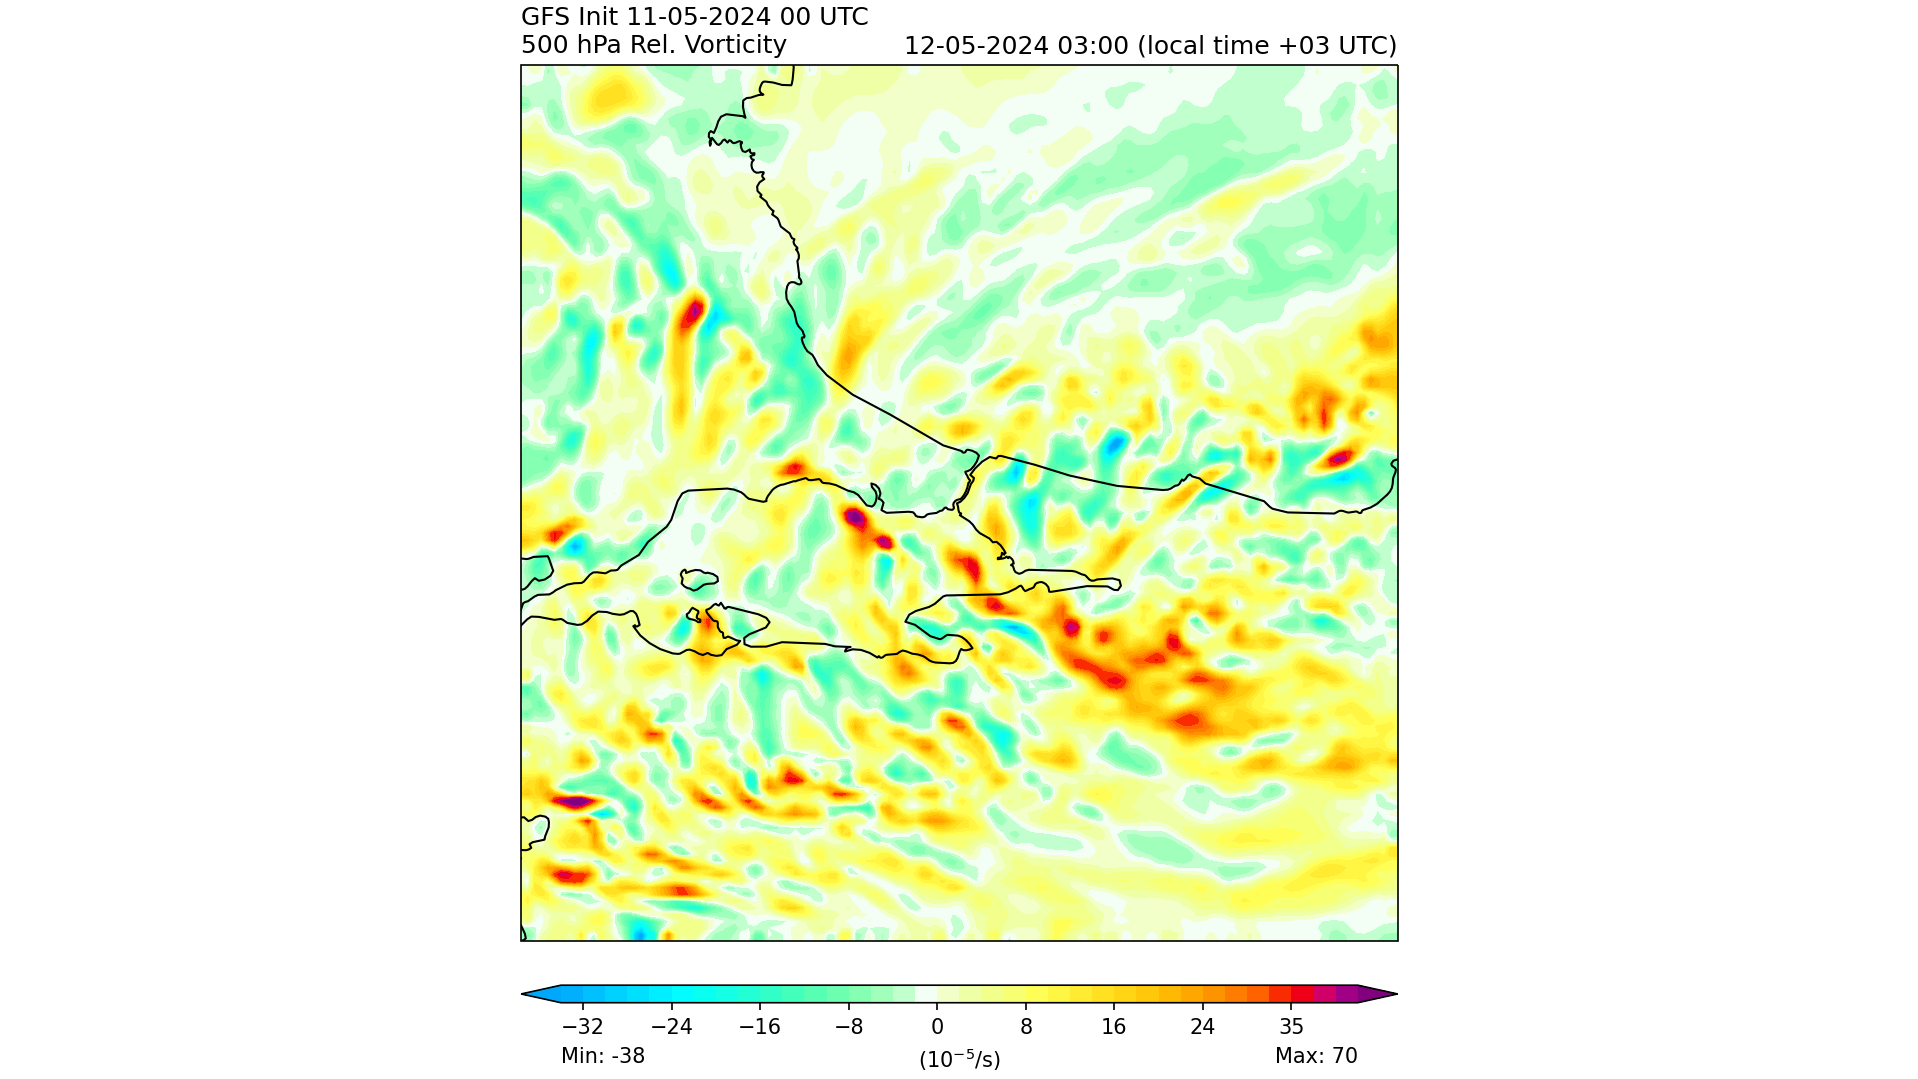 GFS Init 11-05-2024 00 UTC
500 hPa Rel. Vorticity
12-05-2024 03:00 (local time +03 UTC)
−32 −24 −16 −8 0 8 16 24 35
Min: -38 (10⁻⁵/s) Max: 70